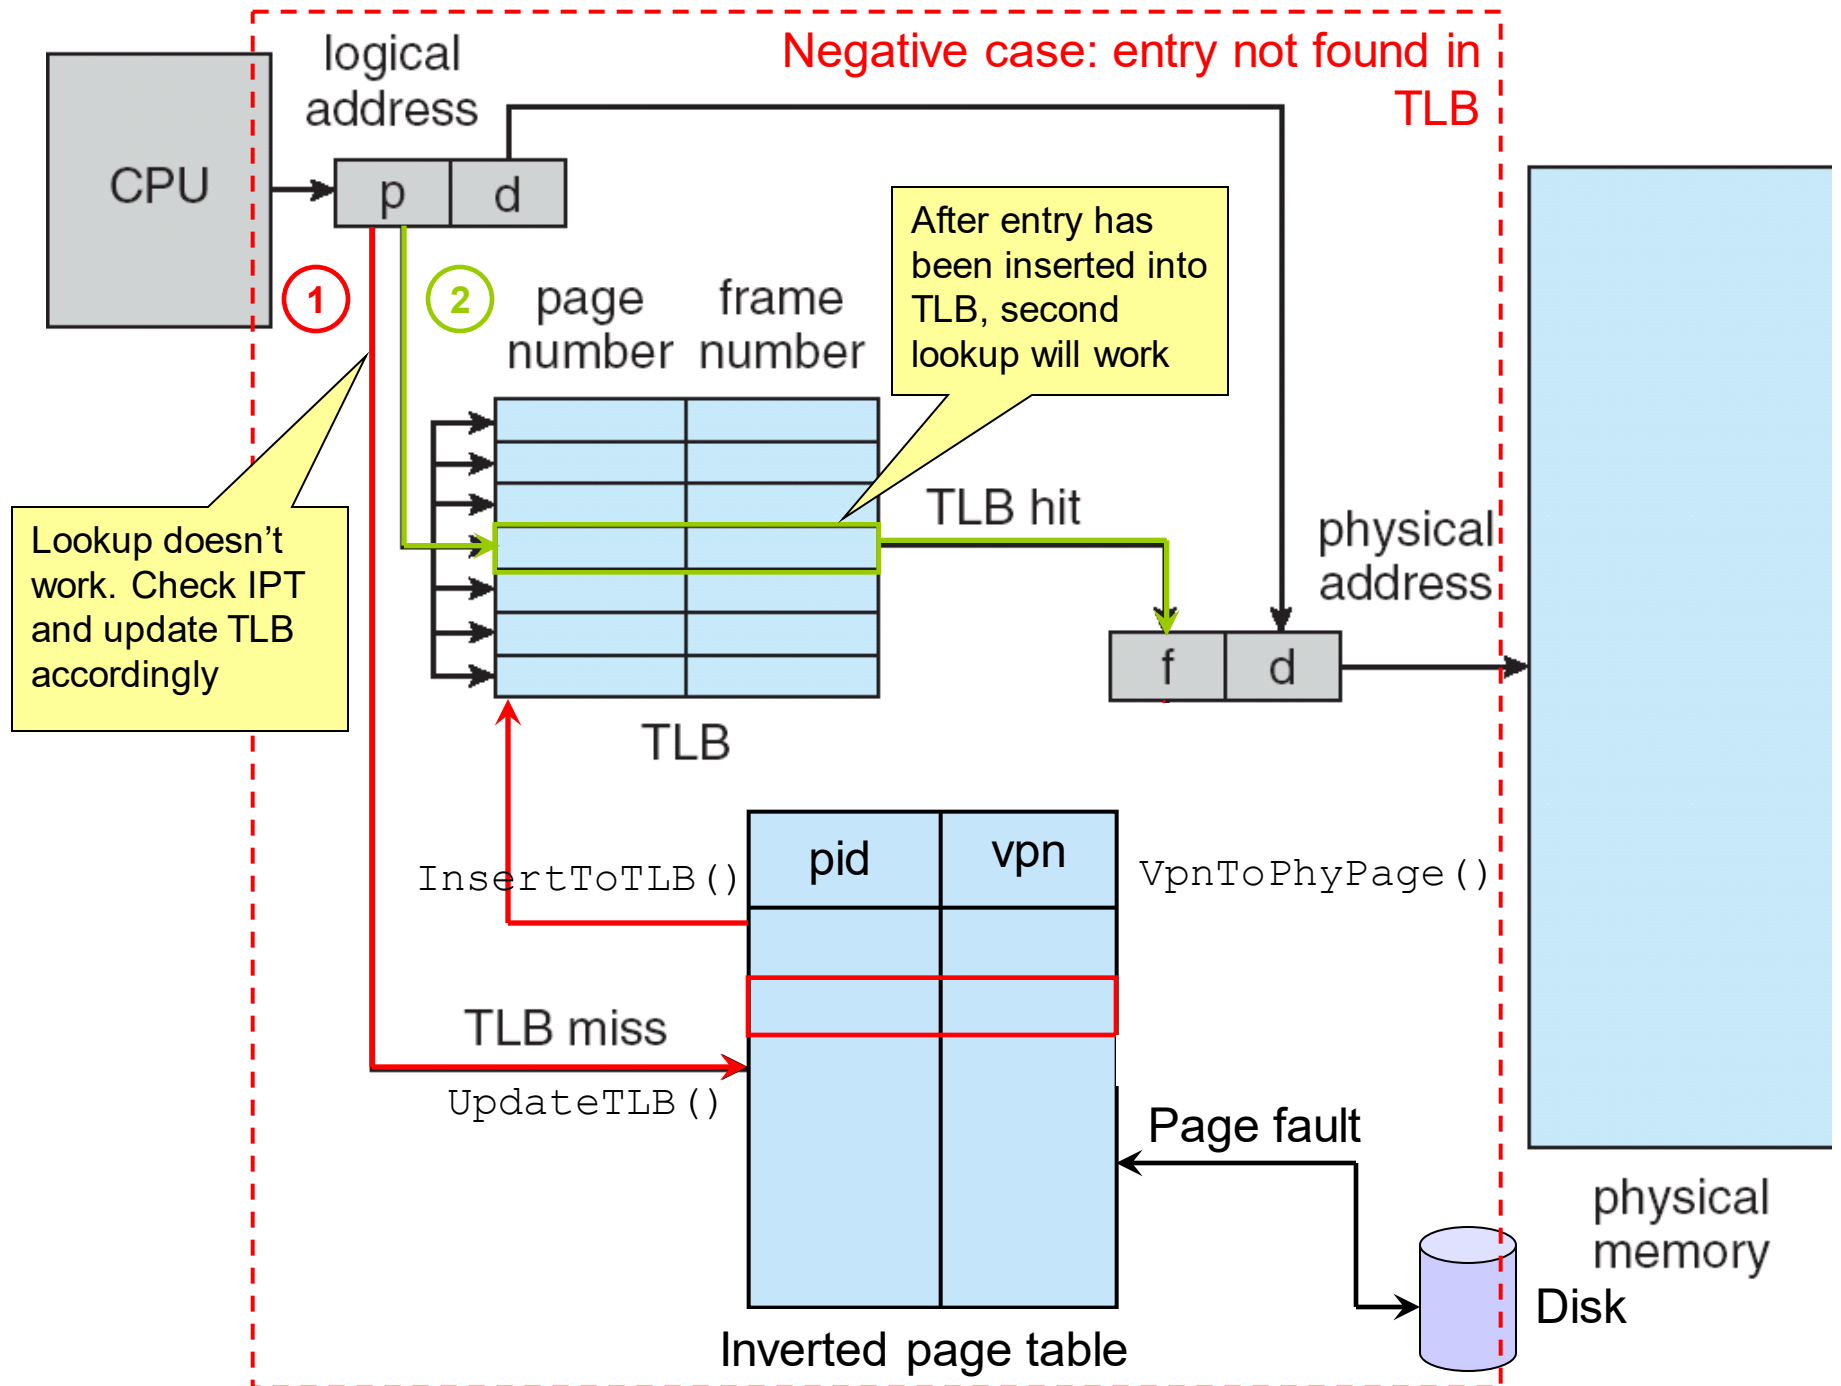 Negative case: entry not found in
TLB
logical
address
CPU
p
d
After entry has
been inserted into
TLB, second
lookup will work
1
2
page
number
frame
number
Lookup doesn’t
work. Check IPT
and update TLB
accordingly
TLB hit
physical
address
f
d
TLB
pid
vpn
InsertToTLB()
VpnToPhyPage()
TLB miss
UpdateTLB()
Page fault
physical
memory
Disk
Inverted page table